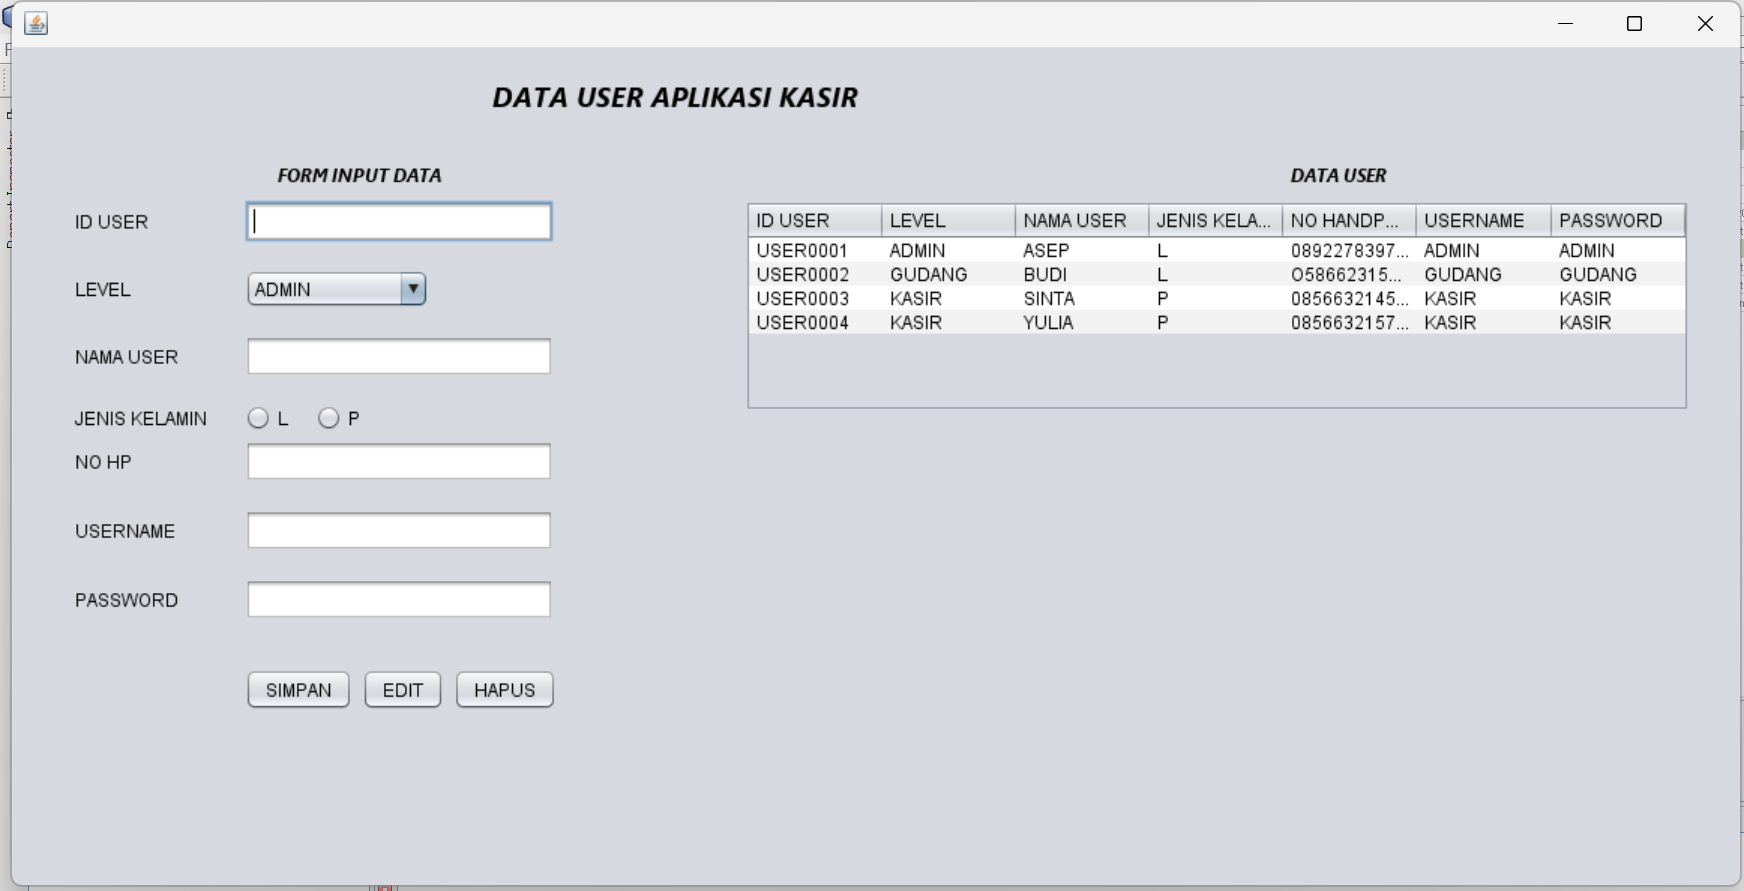 DATA USER APLIKASI KASIR
FORM INPUT DATA
ID USER
LEVEL ADMIN
NAMA USER
JENIS KELAMIN L P
NO HP
USERNAME
PASSWORD
SIMPAN EDIT HAPUS
DATA USER
ID USER LEVEL NAMA USER JENIS KELA... NO HANDP... USERNAME PASSWORD
USER0001 ADMIN ASEP L 0892278397... ADMIN ADMIN
USER0002 GUDANG BUDI L O58662315... GUDANG GUDANG
USER0003 KASIR SINTA P 0856632145... KASIR KASIR
USER0004 KASIR YULIA P 0856632157... KASIR KASIR